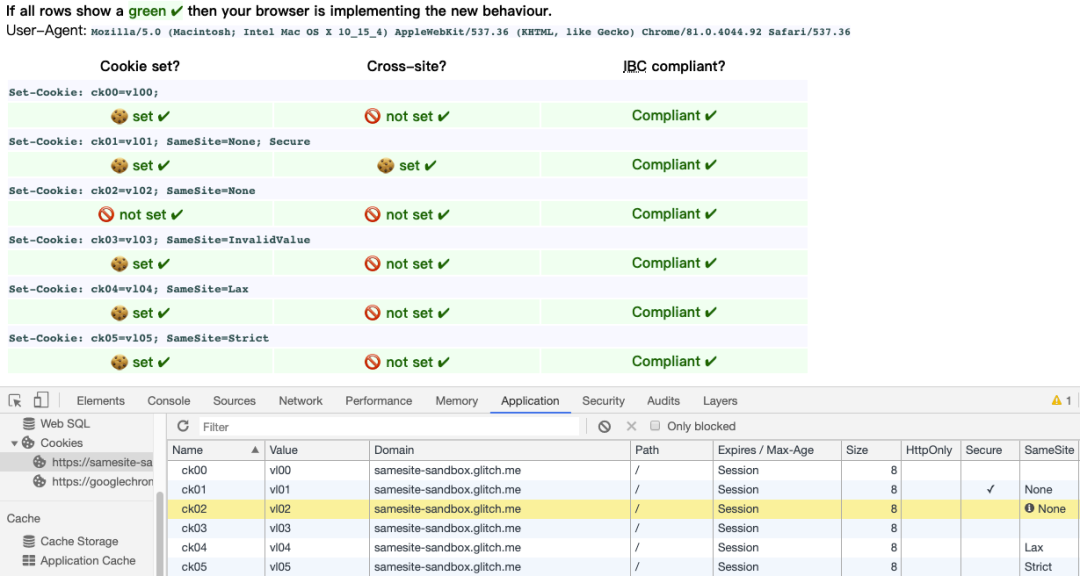 If all rows show a green ✔ then your browser is implementing the new behaviour.
User-Agent: Mozilla/5.0 (Macintosh; Intel Mac OS X 10_15_4) AppleWebKit/537.36 (KHTML, like Gecko) Chrome/81.0.4044.92 Safari/537.36
Cookie set? Cross-site? IBC compliant?
Set-Cookie: ck00=vl00;
🍪 set ✔ 🚫 not set ✔ Compliant ✔
Set-Cookie: ck01=vl01; SameSite=None; Secure
🍪 set ✔ 🍪 set ✔ Compliant ✔
Set-Cookie: ck02=vl02; SameSite=None
🚫 not set ✔ 🚫 not set ✔ Compliant ✔
Set-Cookie: ck03=vl03; SameSite=InvalidValue
🍪 set ✔ 🚫 not set ✔ Compliant ✔
Set-Cookie: ck04=vl04; SameSite=Lax
🍪 set ✔ 🚫 not set ✔ Compliant ✔
Set-Cookie: ck05=vl05; SameSite=Strict
🍪 set ✔ 🚫 not set ✔ Compliant ✔
Elements Console Sources Network Performance Memory Application Security Audits Layers 1
Web SQL
Cookies
https://samesite-sa
https://googlechron
Cache
Cache Storage
Application Cache
Filter Only blocked
Name Value Domain Path Expires / Max-Age Size HttpOnly Secure SameSite
ck00 vl00 samesite-sandbox.glitch.me / Session 8
ck01 vl01 samesite-sandbox.glitch.me / Session 8 ✓ None
ck02 vl02 samesite-sandbox.glitch.me / Session 8 None
ck03 vl03 samesite-sandbox.glitch.me / Session 8
ck04 vl04 samesite-sandbox.glitch.me / Session 8 Lax
ck05 vl05 samesite-sandbox.glitch.me / Session 8 Strict